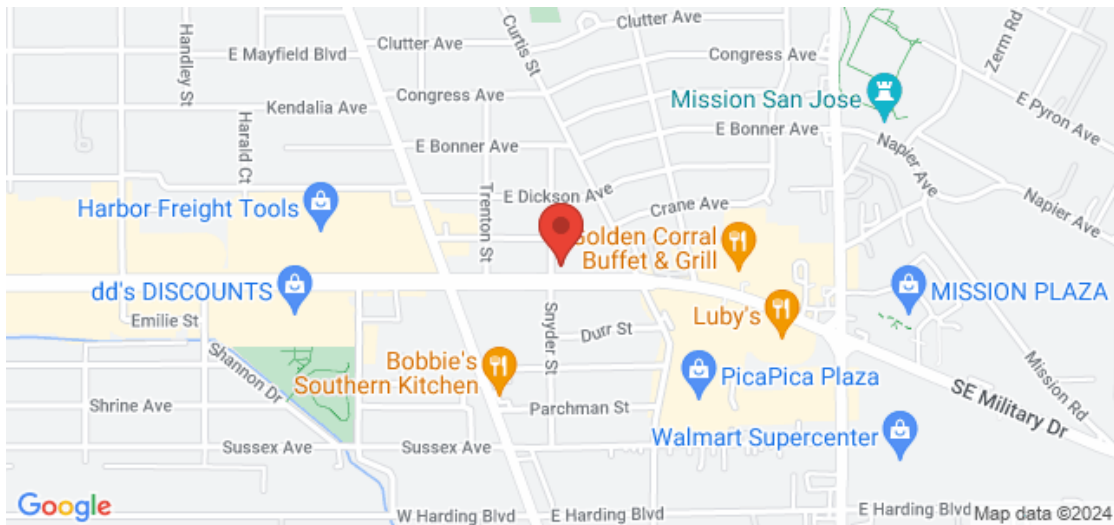 Clutter Ave
Handley St
E Mayfield Blvd
Clutter Ave
Curtis St
Congress Ave
Zerm Rd
Kendalia Ave
Congress Ave
Mission San Jose
E Pyron Ave
Harald Ct
E Bonner Ave
E Bonner Ave
Napier Ave
Trenton St
E Dickson Ave
Crane Ave
Napier Ave
Harbor Freight Tools
Golden Corral
Buffet & Grill
dd's DISCOUNTS
MISSION PLAZA
Emilie St
Snyder St
Luby's
Durr St
Shannon Dr
Bobbie's
Southern Kitchen
PicaPica Plaza
Mission Rd
Shrine Ave
Parchman St
SE Military Dr
Sussex Ave
Sussex Ave
Walmart Supercenter
Google
W Harding Blvd
E Harding Blvd
E Harding Blvd
Map data ©2024